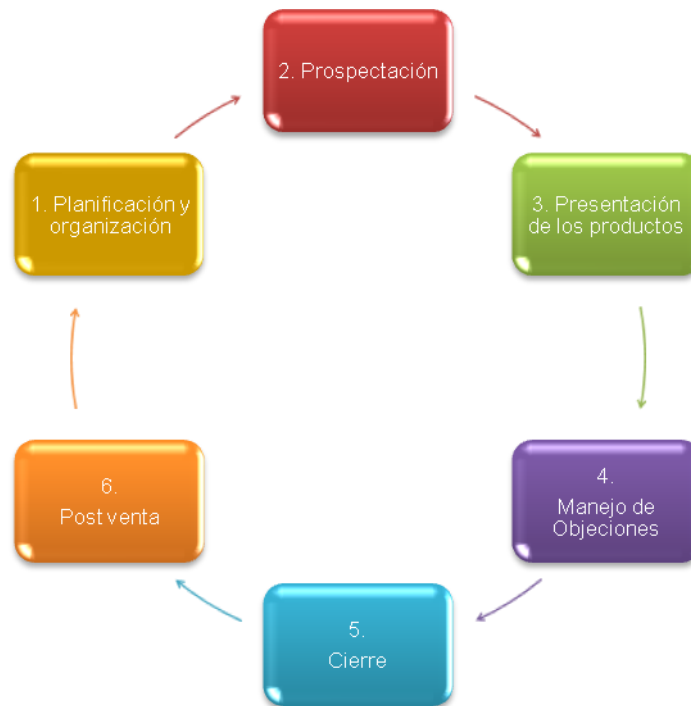 1. Planificación y
organización
2. Prospectación
3. Presentación
de los productos
4.
Manejo de
Objeciones
5.
Cierre
6.
Post venta